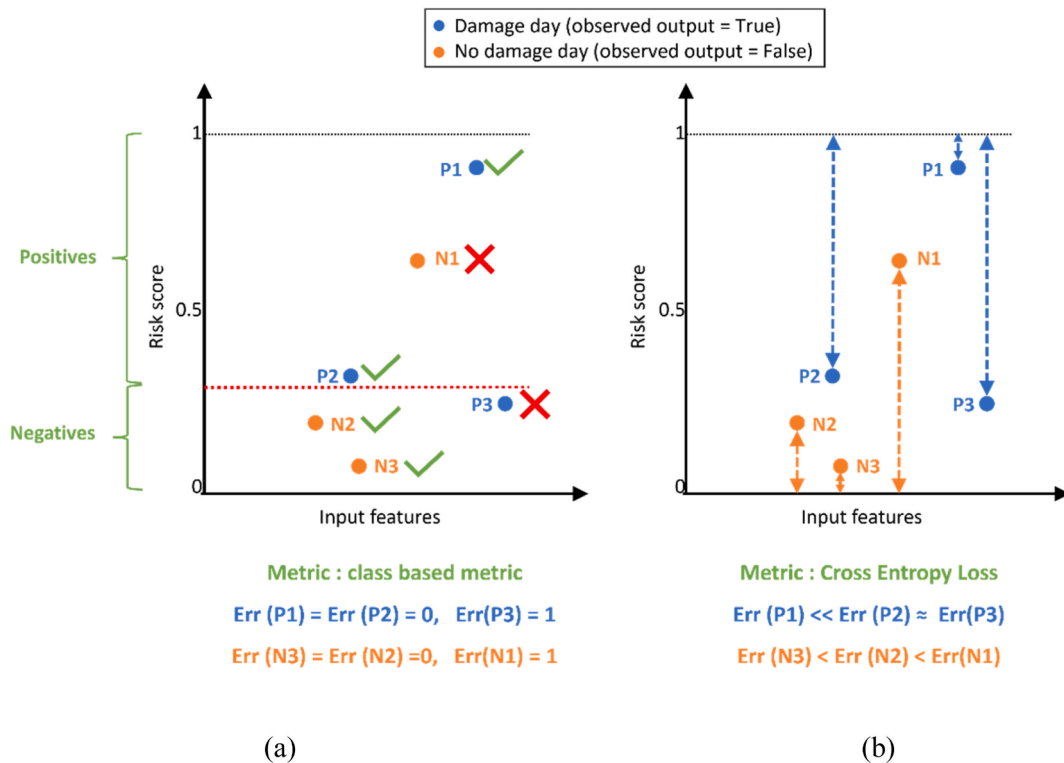 Damage day (observed output = True)
No damage day (observed output = False)
Positives
Negatives
Risk score
1
0.5
0
P1
N1
P2
P3
N2
N3
Input features
Metric : class based metric
Err (P1) = Err (P2) = 0, Err(P3) = 1
Err (N3) = Err (N2) =0, Err(N1) = 1
(a)
Risk score
1
0.5
0
P1
N1
P2
P3
N2
N3
Input features
Metric : Cross Entropy Loss
Err (P1) << Err (P2) ≈ Err(P3)
Err (N3) < Err (N2) < Err(N1)
(b)